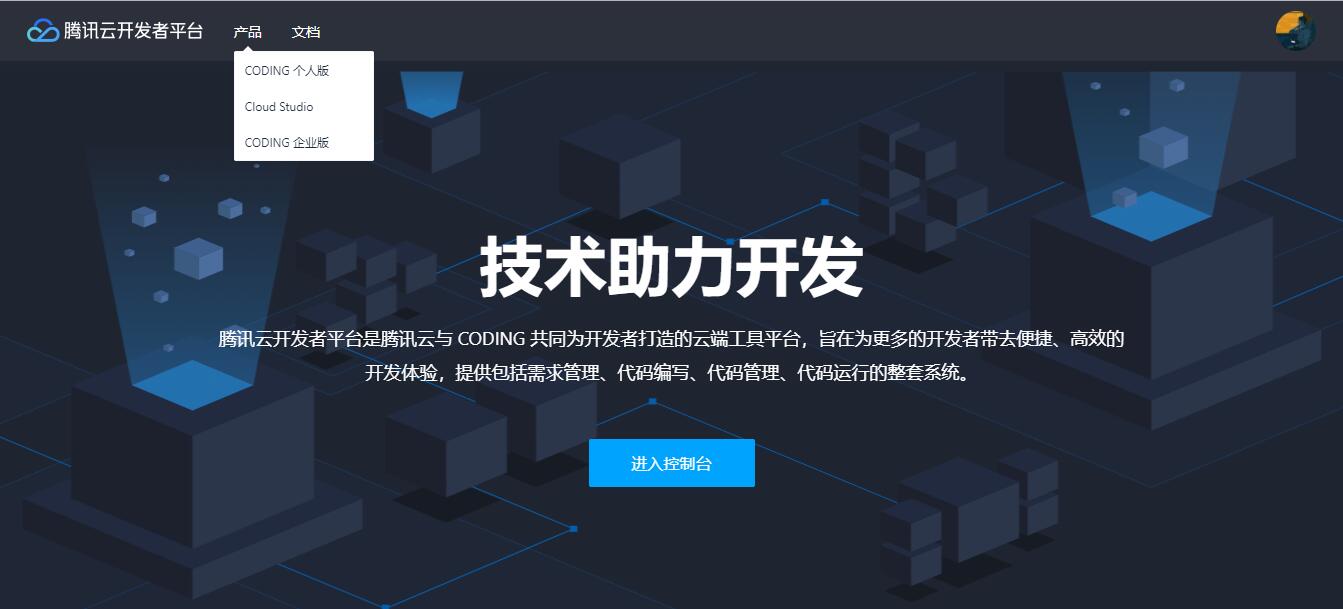 腾讯云开发者平台 产品 文档
CODING 个人版
Cloud Studio
CODING 企业版
技术助力开发
腾讯云开发者平台是腾讯云与 CODING 共同为开发者打造的云端工具平台，旨在为更多的开发者带去便捷、高效的
开发体验，提供包括需求管理、代码编写、代码管理、代码运行的整套系统。
进入控制台